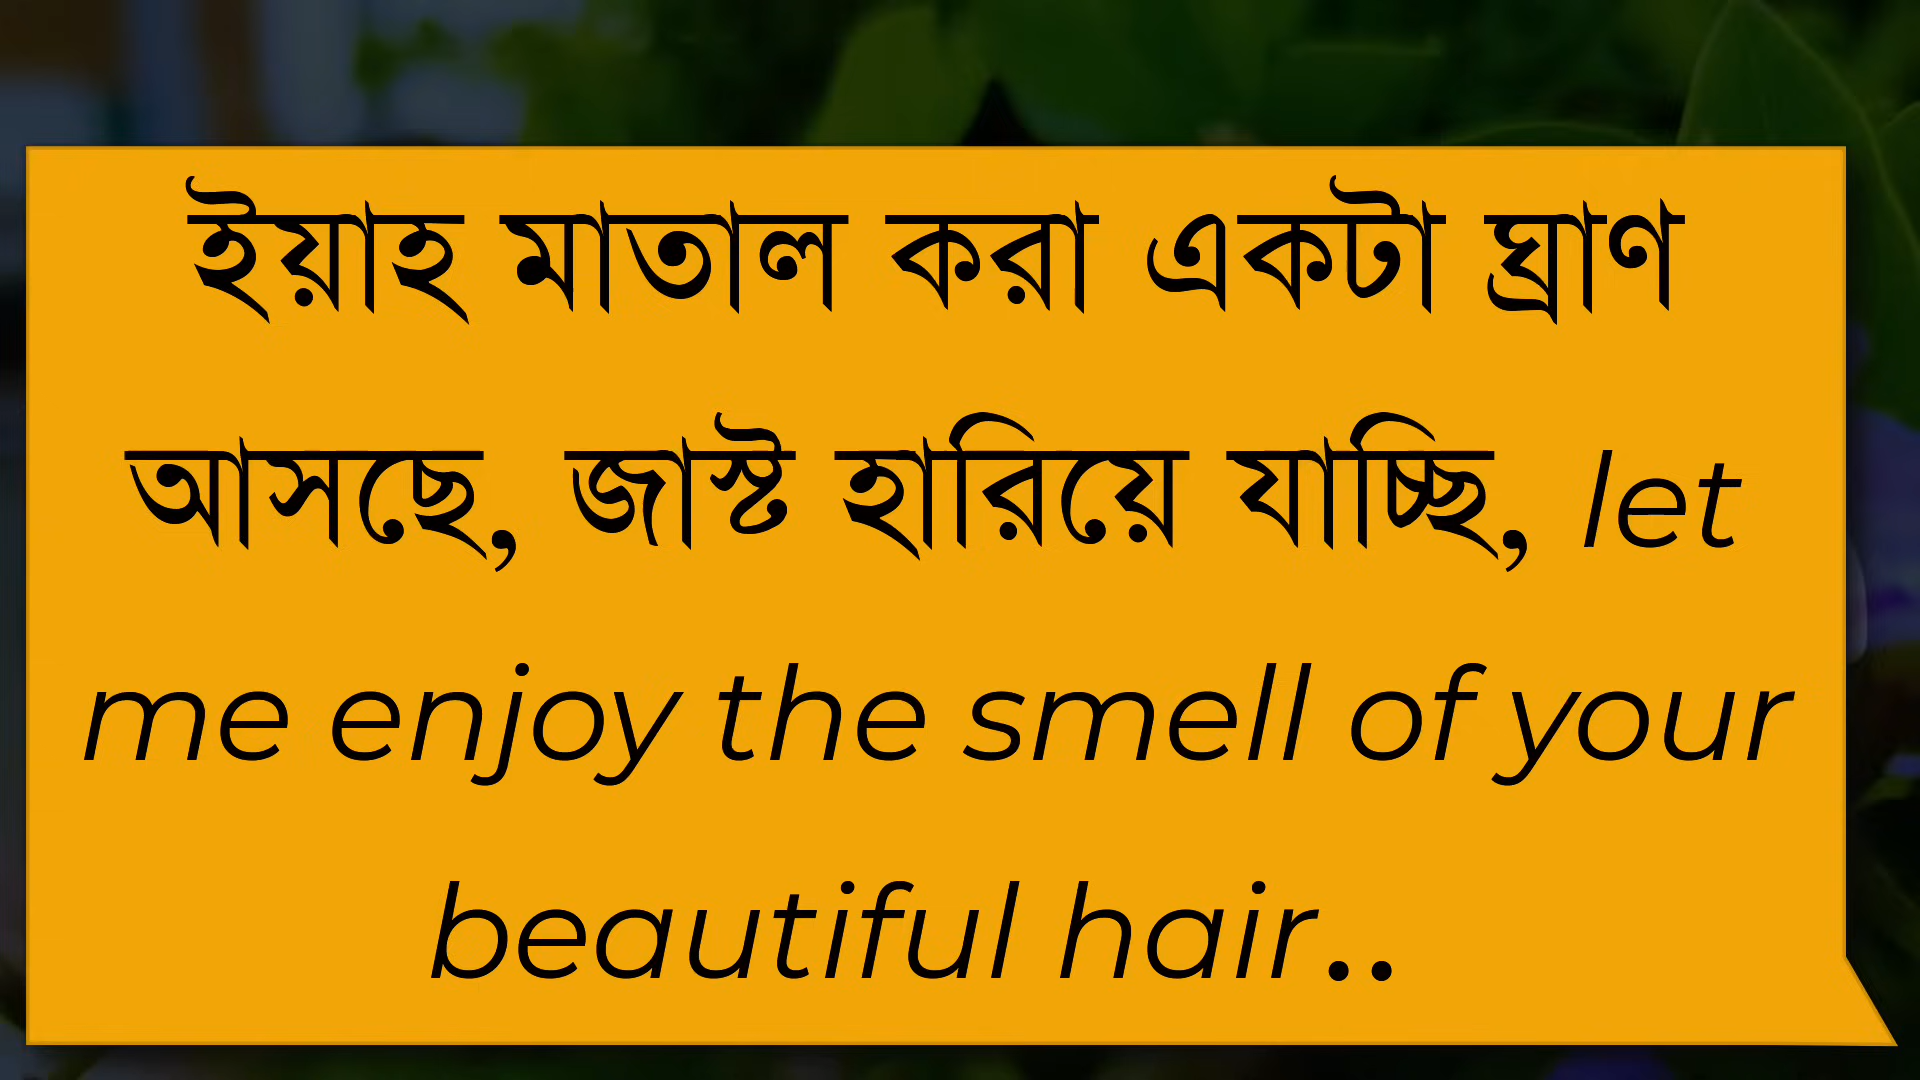 ইয়াহ মাতাল করা একটা ঘ্রাণ
আসছে, জাস্ট হারিয়ে যাচ্ছি, let
me enjoy the smell of your
beautiful hair..